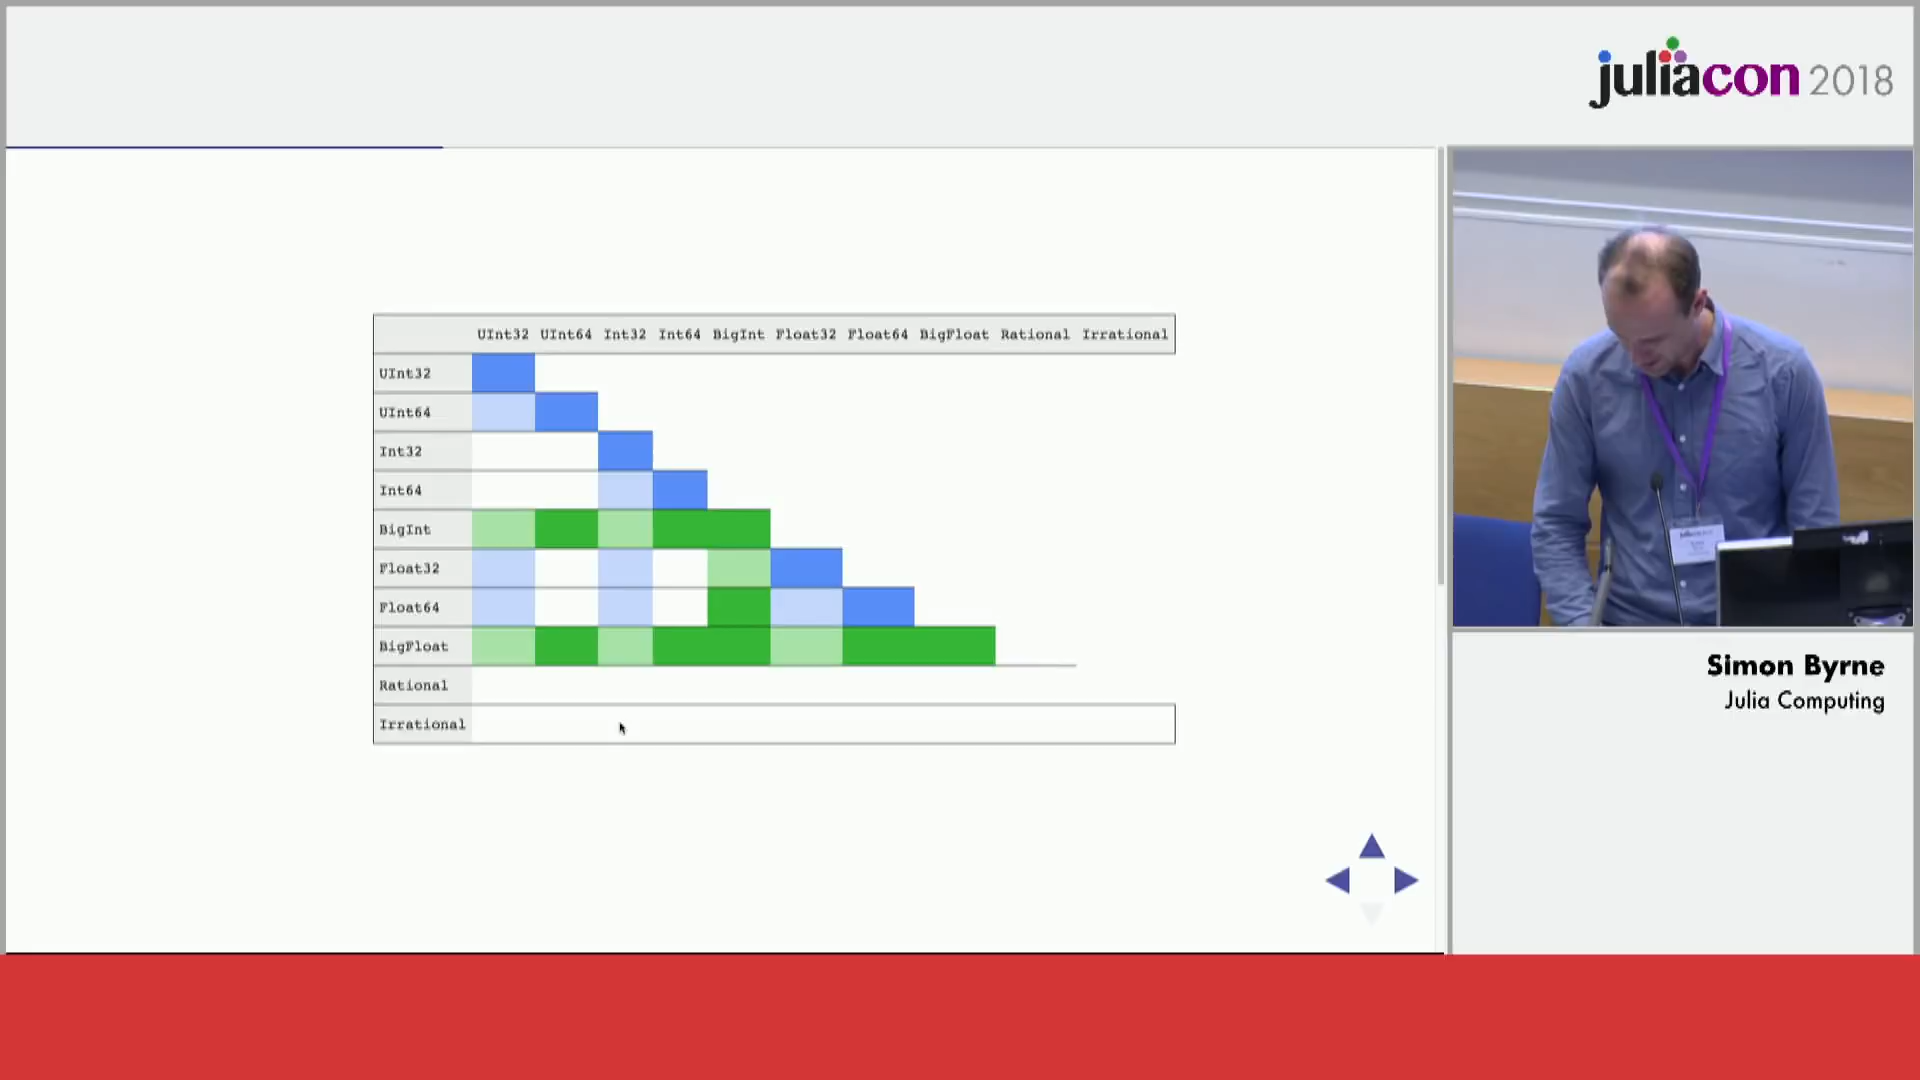 juliacon 2018
UInt32 UInt64 Int32 Int64 BigInt Float32 Float64 BigFloat Rational Irrational
UInt32
UInt64
Int32
Int64
BigInt
Float32
Float64
BigFloat
Rational
Irrational
Simon Byrne
Julia Computing